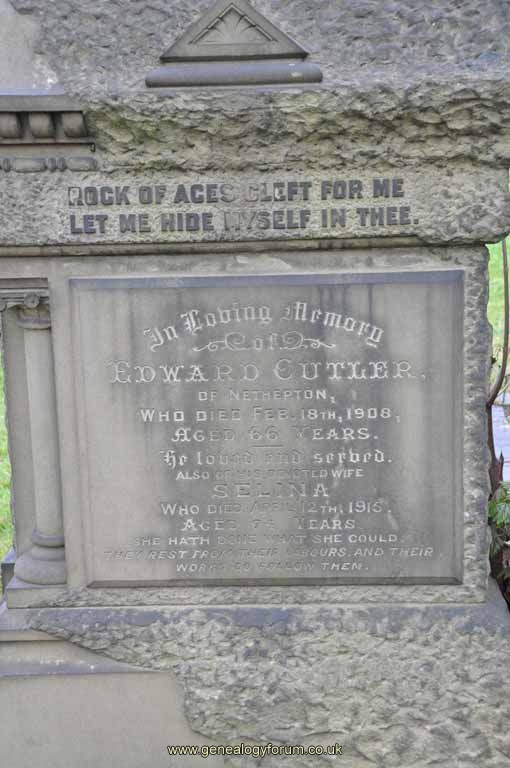 ROCK OF AGES CLEFT FOR ME
LET ME HIDE MYSELF IN THEE.
In Loving Memory
of
EDWARD CUTLER,
OF NETHERTON,
WHO DIED FEB. 18TH, 1908,
AGED 66 YEARS.
He loved and served.
ALSO OF HIS DEVOTED WIFE
SELINA
WHO DIED APRIL 12TH, 1915.
AGED YEARS.
SHE HATH DONE WHAT SHE COULD.
THEY REST FROM THEIR LABOURS, AND THEIR
WORKS DO FOLLOW THEM.
www.genealogyforum.co.uk